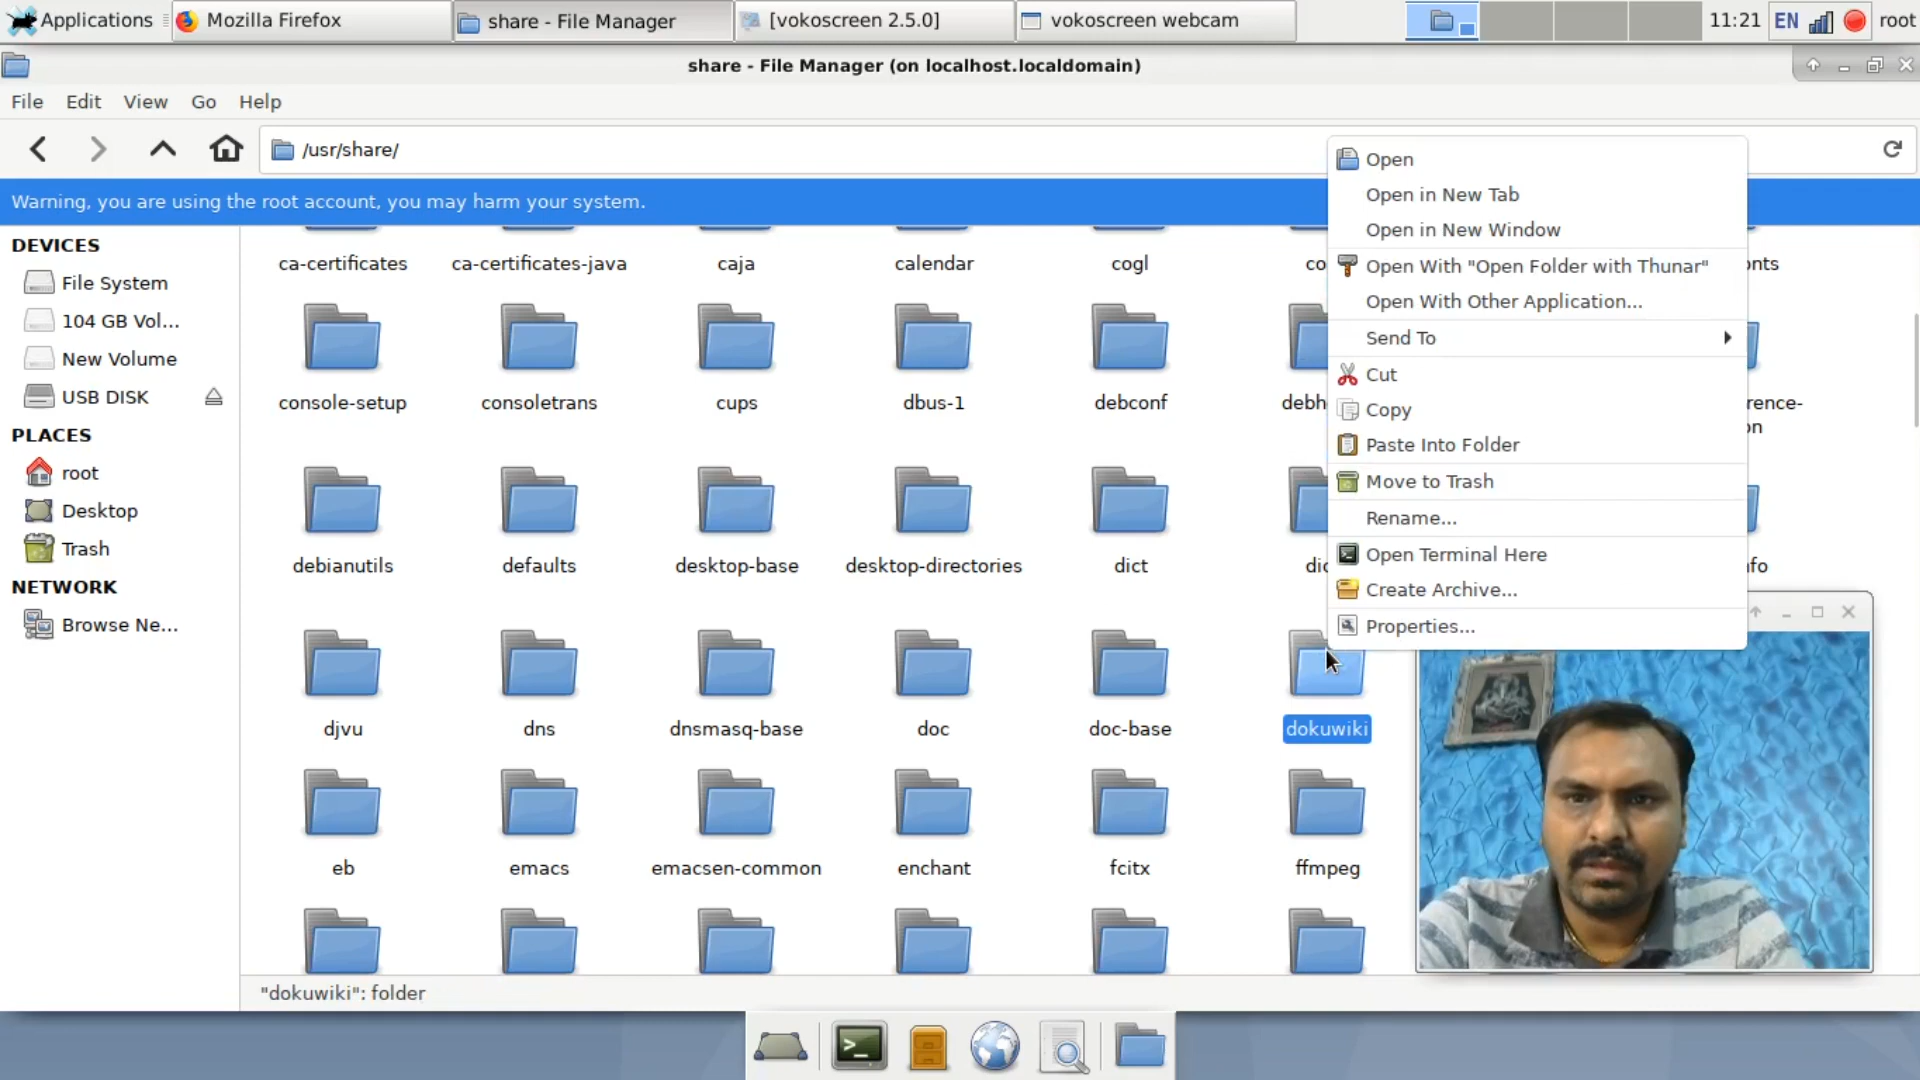 Applications
Mozilla Firefox
share - File Manager
[vokoscreen 2.5.0]
vokoscreen webcam
11:21
EN
root
share - File Manager (on localhost.localdomain)
File Edit View Go Help
/usr/share/
Warning, you are using the root account, you may harm your system.
DEVICES
File System
104 GB Vol...
New Volume
USB DISK
PLACES
root
Desktop
Trash
NETWORK
Browse Ne...
ca-certificates ca-certificates-java caja calendar cogl co onts
console-setup consoletrans cups dbus-1 debconf debh rence-
on
debianutils defaults desktop-base desktop-directories dict dic nfo
djvu dns dnsmasq-base doc doc-base dokuwiki
eb emacs emacsen-common enchant fcitx ffmpeg
Open
Open in New Tab
Open in New Window
Open With "Open Folder with Thunar"
Open With Other Application...
Send To
Cut
Copy
Paste Into Folder
Move to Trash
Rename...
Open Terminal Here
Create Archive...
Properties...
"dokuwiki": folder